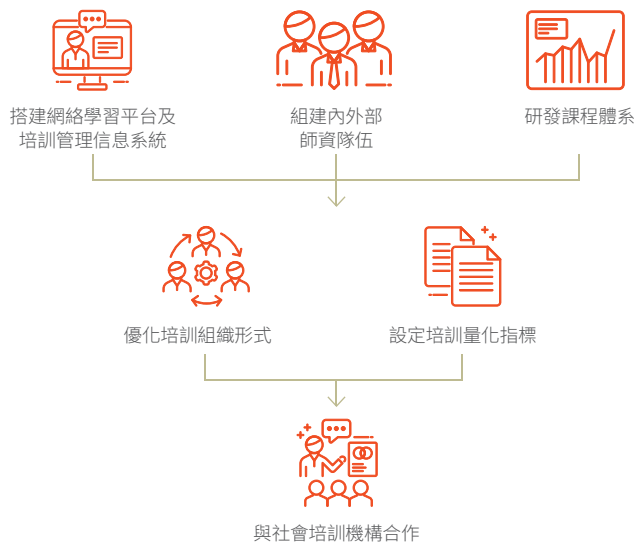 搭建網絡學習平台及
培訓管理信息系統
組建內外部
師資隊伍
研發課程體系
優化培訓組織形式
設定培訓量化指標
與社會培訓機構合作